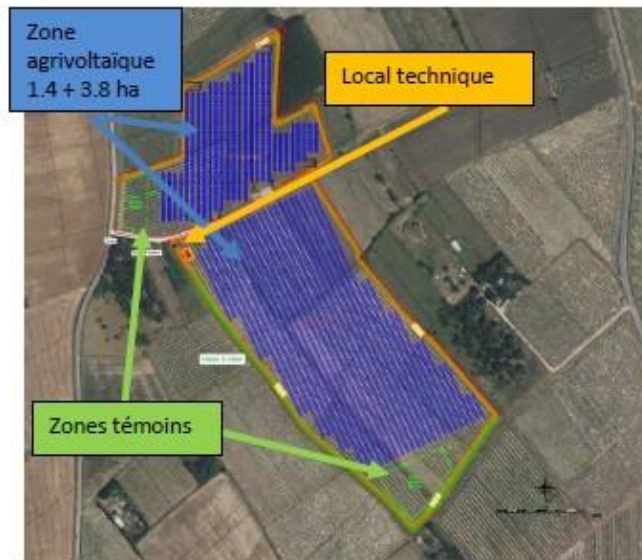 Zone
agrivoltaïque
1.4 + 3.8 ha
Local technique
Zones témoins